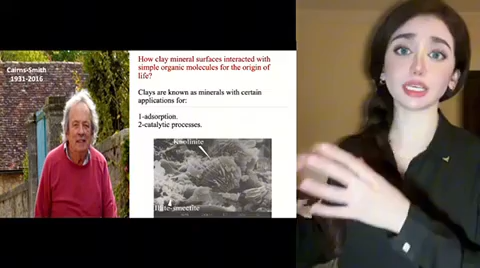 Cairns-Smith
1931-2016
How clay mineral surfaces interacted with
simple organic molecules for the origin of
life?
Clays are known as minerals with certain
applications for:
1-adsorption.
2-catalytic processes.
Kaolinite
Illite-smectite